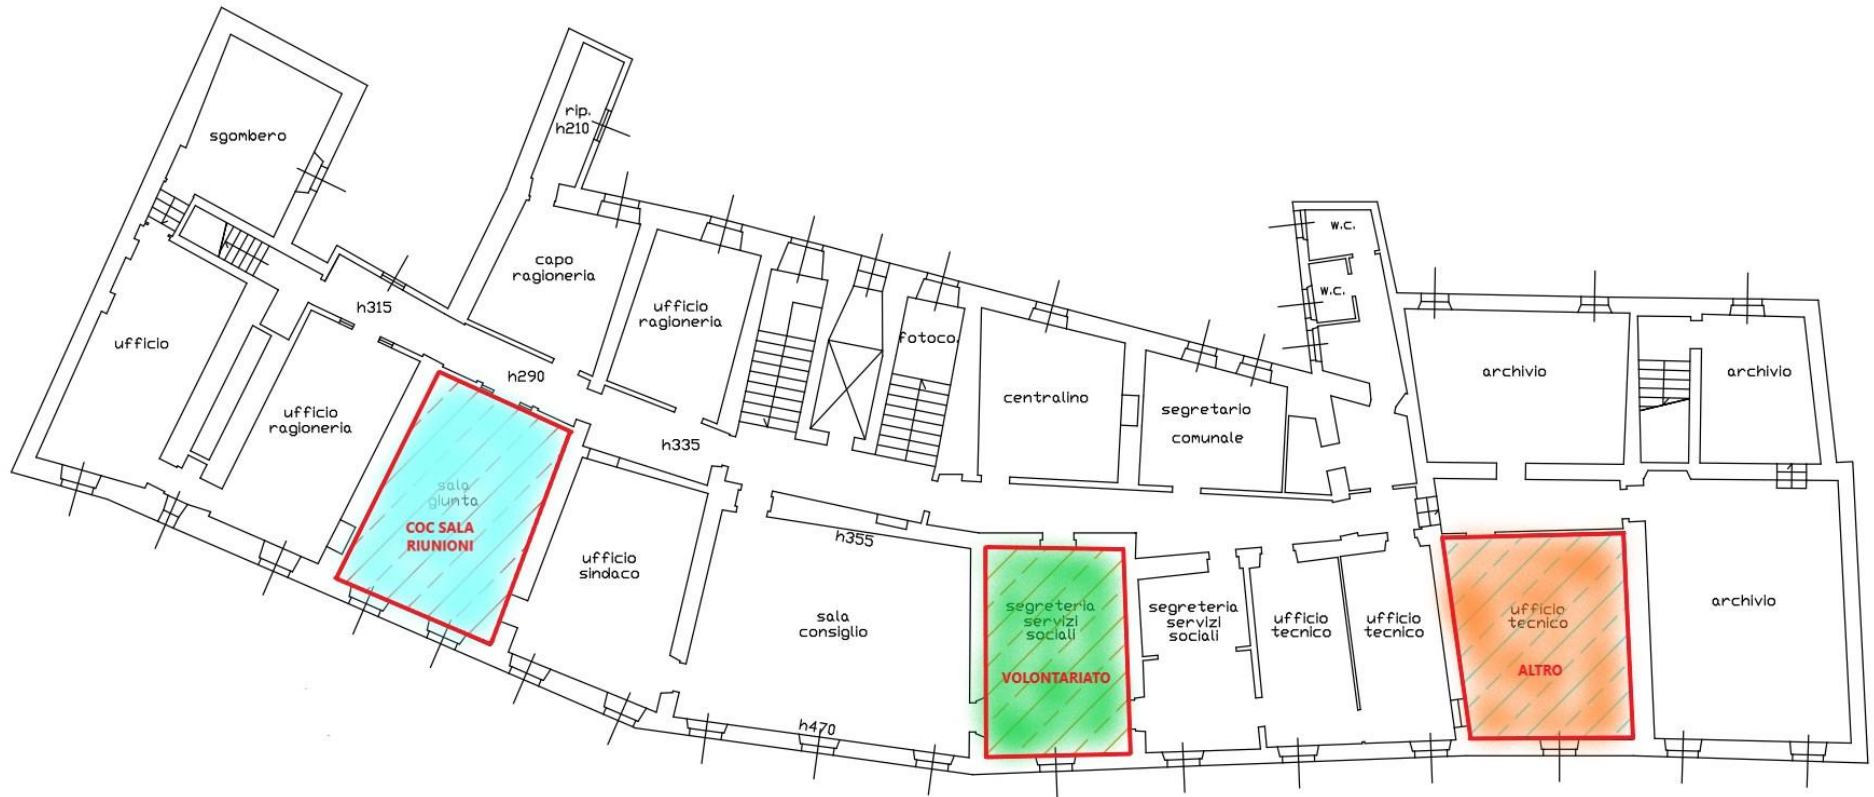 sgombero
rip.
h210
w.c.
w.c.
capo
ragioneria
ufficio
ragioneria
h315
fotoco.
ufficio
h290
archivio
archivio
centralino
segretario
comunale
ufficio
ragioneria
h335
sala
giunta
COC SALA
RIUNIONI
h355
ufficio
sindaco
sala
consiglio
segreteria
servizi
sociali
VOLONTARIATO
segreteria
servizi
sociali
ufficio
tecnico
ufficio
tecnico
ufficio
tecnico
ALTRO
archivio
h470